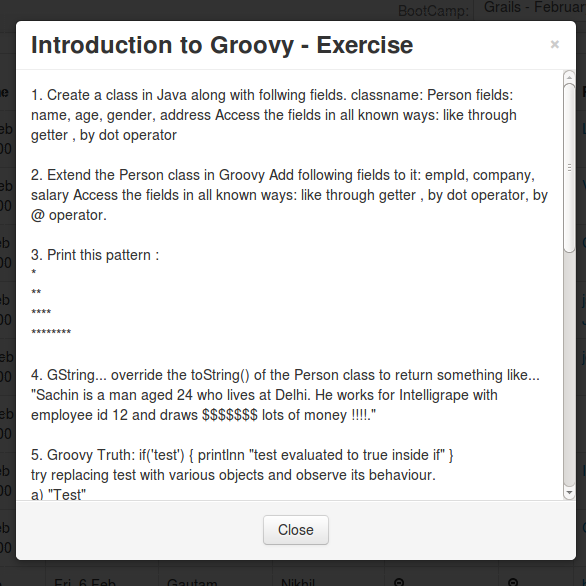 BootCamp: Grails - Februar
Introduction to Groovy - Exercise ×
1. Create a class in Java along with follwing fields. classname: Person fields:
name, age, gender, address Access the fields in all known ways: like through
getter , by dot operator
2. Extend the Person class in Groovy Add following fields to it: empId, company,
salary Access the fields in all known ways: like through getter , by dot operator, by
@ operator.
3. Print this pattern :
*
**
****
********
4. GString... override the toString() of the Person class to return something like...
"Sachin is a man aged 24 who lives at Delhi. He works for Intelligrape with
employee id 12 and draws $$$$$$$ lots of money !!!!."
5. Groovy Truth: if('test') { printlnn "test evaluated to true inside if" }
try replacing test with various objects and observe its behaviour.
a) "Test"
Close
Fri, 6 Feb Gautam Nikhil